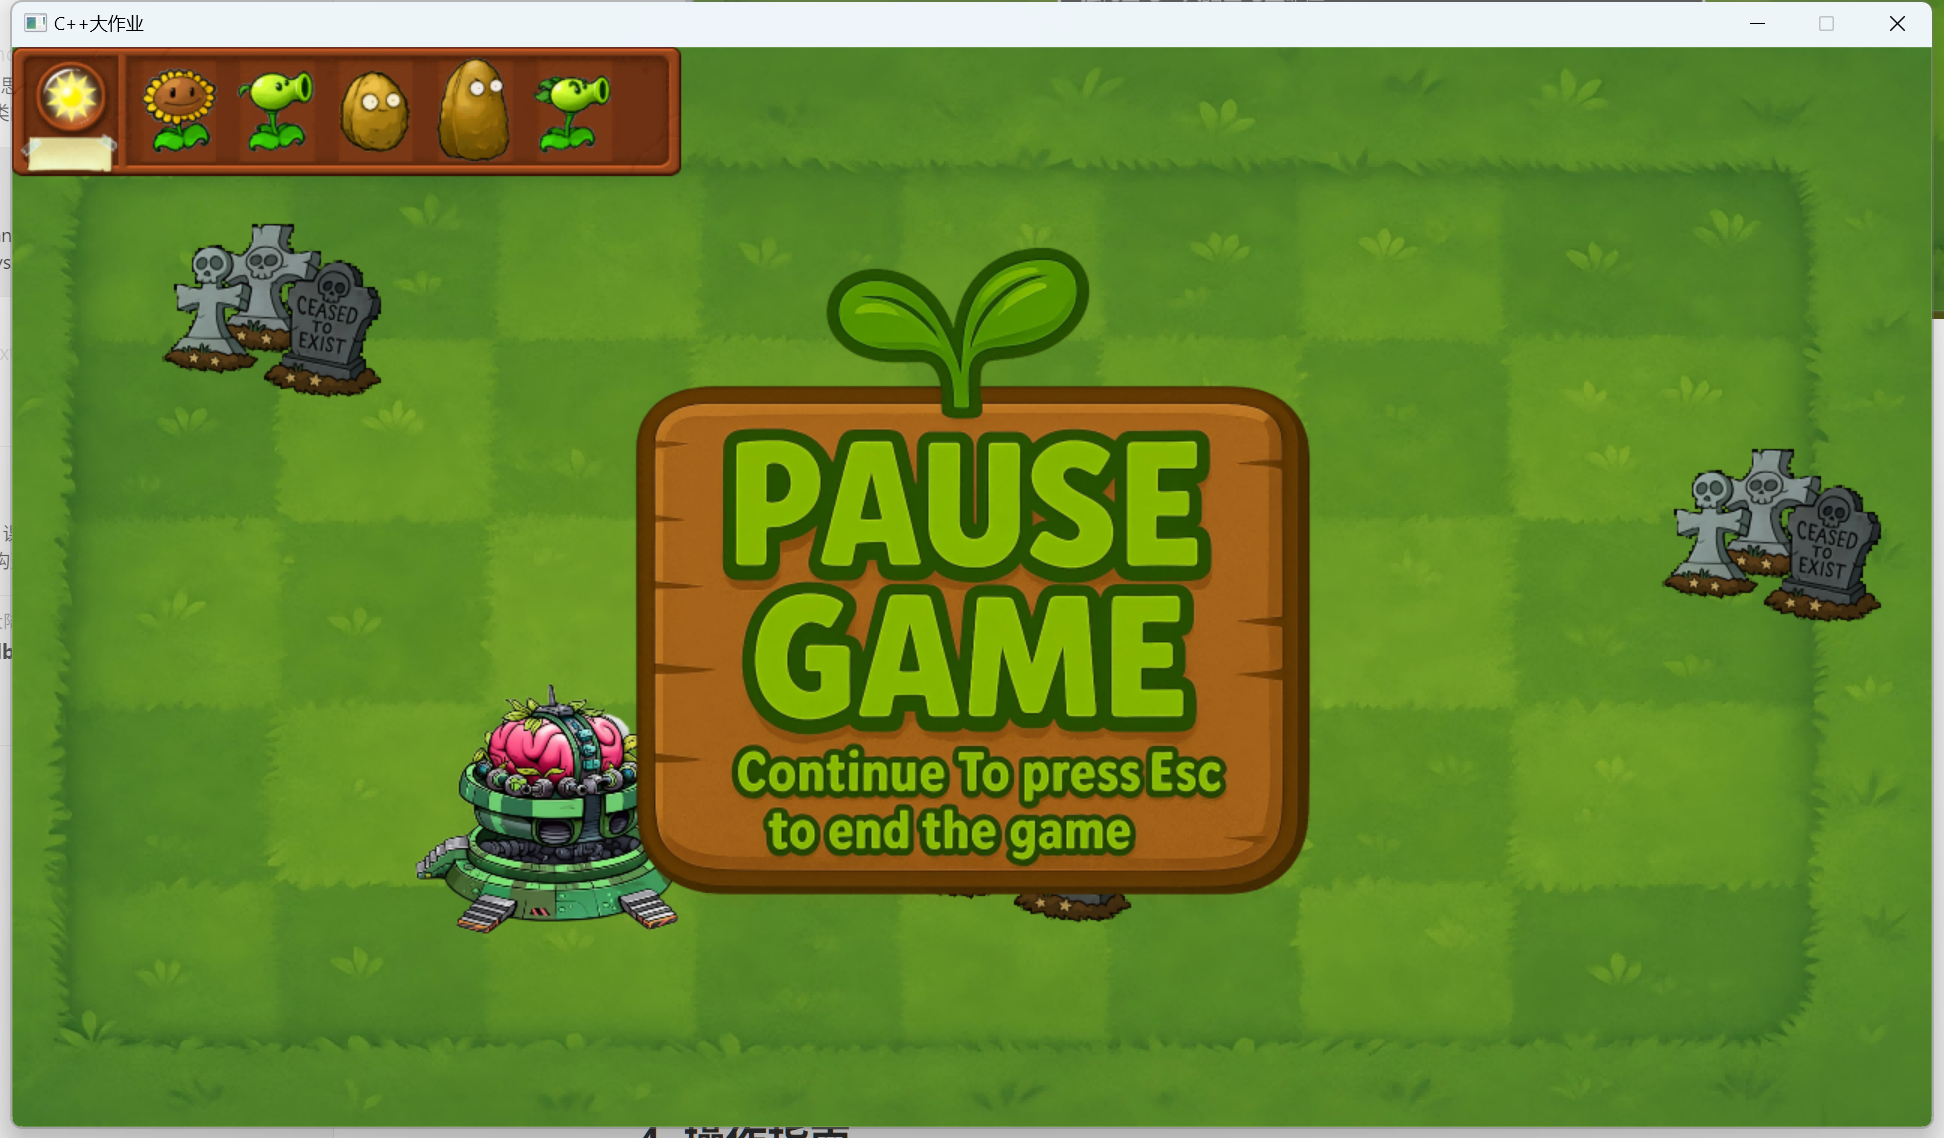 C++大作业
CEASED
TO
EXIST
PAUSE
GAME
CEASED
TO
EXIST
Continue To press Esc
to end the game